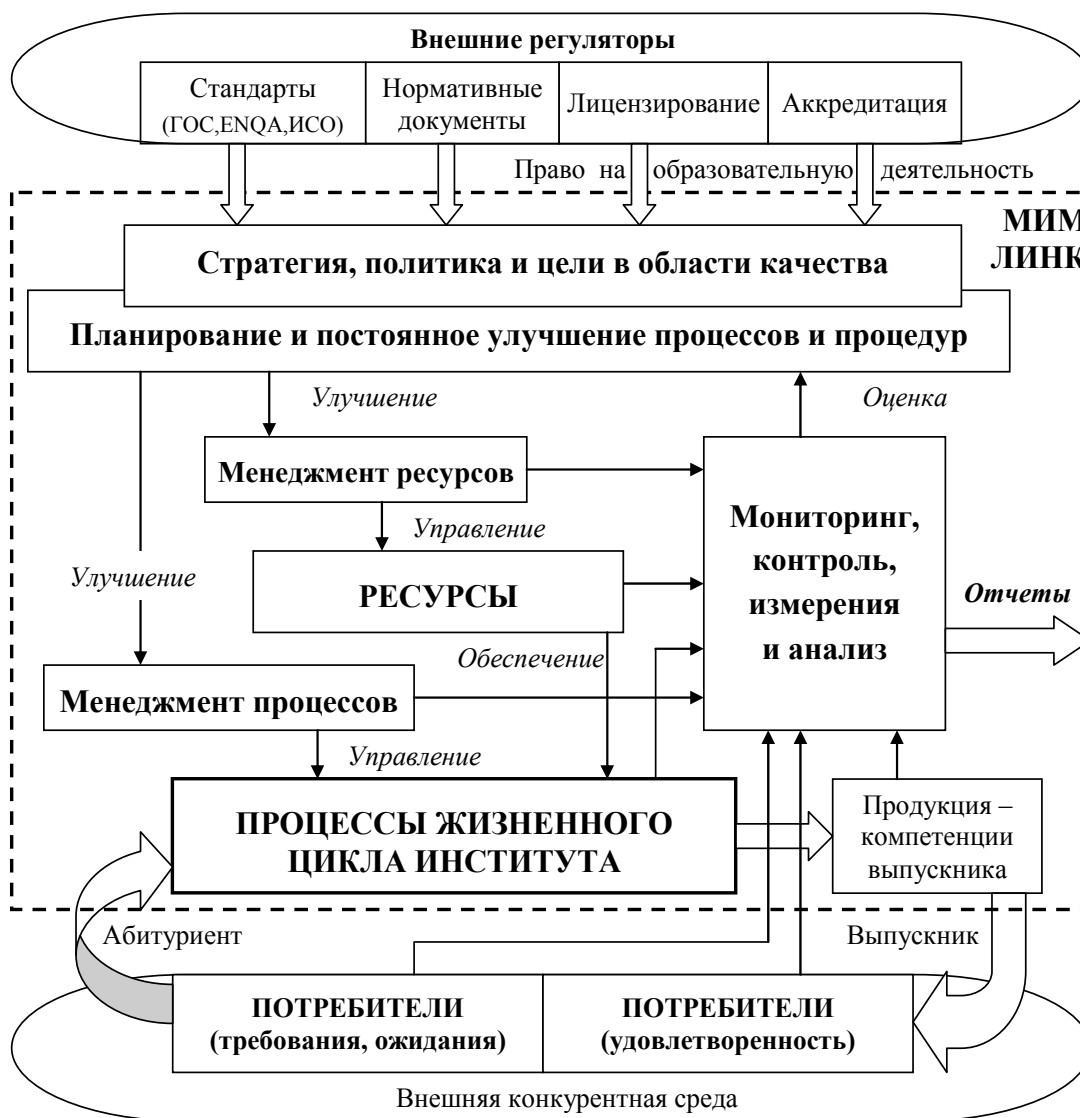 Внешние регуляторы
Стандарты
(ГОС,ENQA,ИСО)
Нормативные
документы
Лицензирование
Аккредитация
Право на образовательную деятельность
МИМ
ЛИНК
Стратегия, политика и цели в области качества
Планирование и постоянное улучшение процессов и процедур
Улучшение
Оценка
Менеджмент ресурсов
Управление
РЕСУРСЫ
Мониторинг,
контроль,
измерения
и анализ
Улучшение
Отчеты
Обеспечение
Менеджмент процессов
Управление
ПРОЦЕССЫ ЖИЗНЕННОГО
ЦИКЛА ИНСТИТУТА
Продукция –
компетенции
выпускника
Абитуриент
Выпускник
ПОТРЕБИТЕЛИ
(требования, ожидания)
ПОТРЕБИТЕЛИ
(удовлетворенность)
Внешняя конкурентная среда